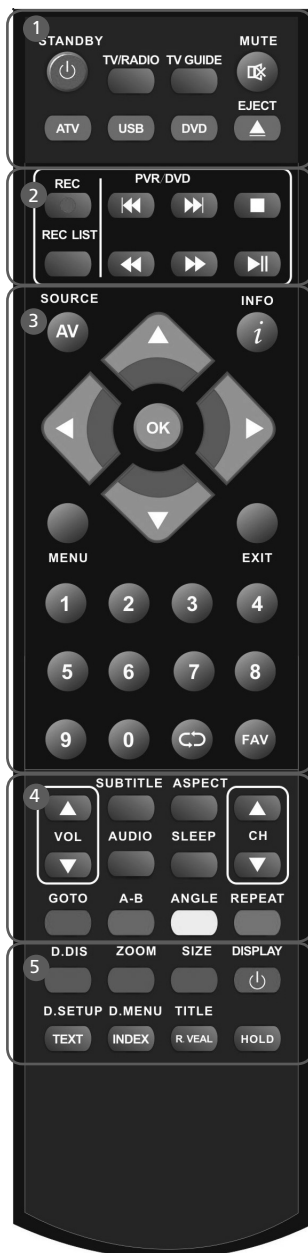 1
STANDBY MUTE
TV/RADIO TV GUIDE
EJECT
ATV USB DVD
2
REC PVR/DVD
REC LIST
SOURCE INFO
3
AV i
OK
MENU EXIT
1 2 3 4
5 6 7 8
9 0 FAV
4
SUBTITLE ASPECT
VOL AUDIO SLEEP CH
GOTO A-B ANGLE REPEAT
5
D.DIS ZOOM SIZE DISPLAY
D.SETUP D.MENU TITLE
TEXT INDEX R. VEAL HOLD